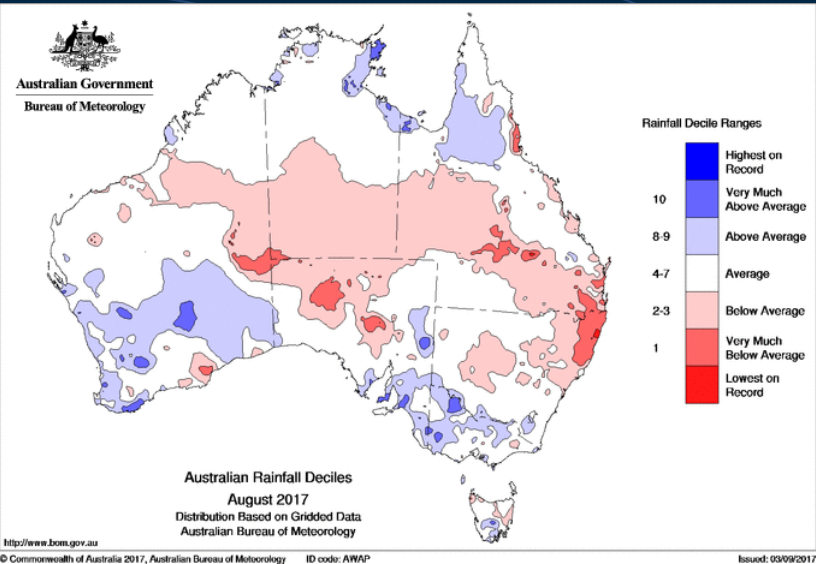 Australian Government
Bureau of Meteorology
Rainfall Decile Ranges
Highest on
Record
10
Very Much
Above Average
8-9
Above Average
4-7
Average
2-3
Below Average
1
Very Much
Below Average
Lowest on
Record
Australian Rainfall Deciles
August 2017
Distribution Based on Gridded Data
Australian Bureau of Meteorology
http://www.bom.gov.au
© Commonwealth of Australia 2017, Australian Bureau of Meteorology
ID code: AWAP
Issued: 03/09/2017